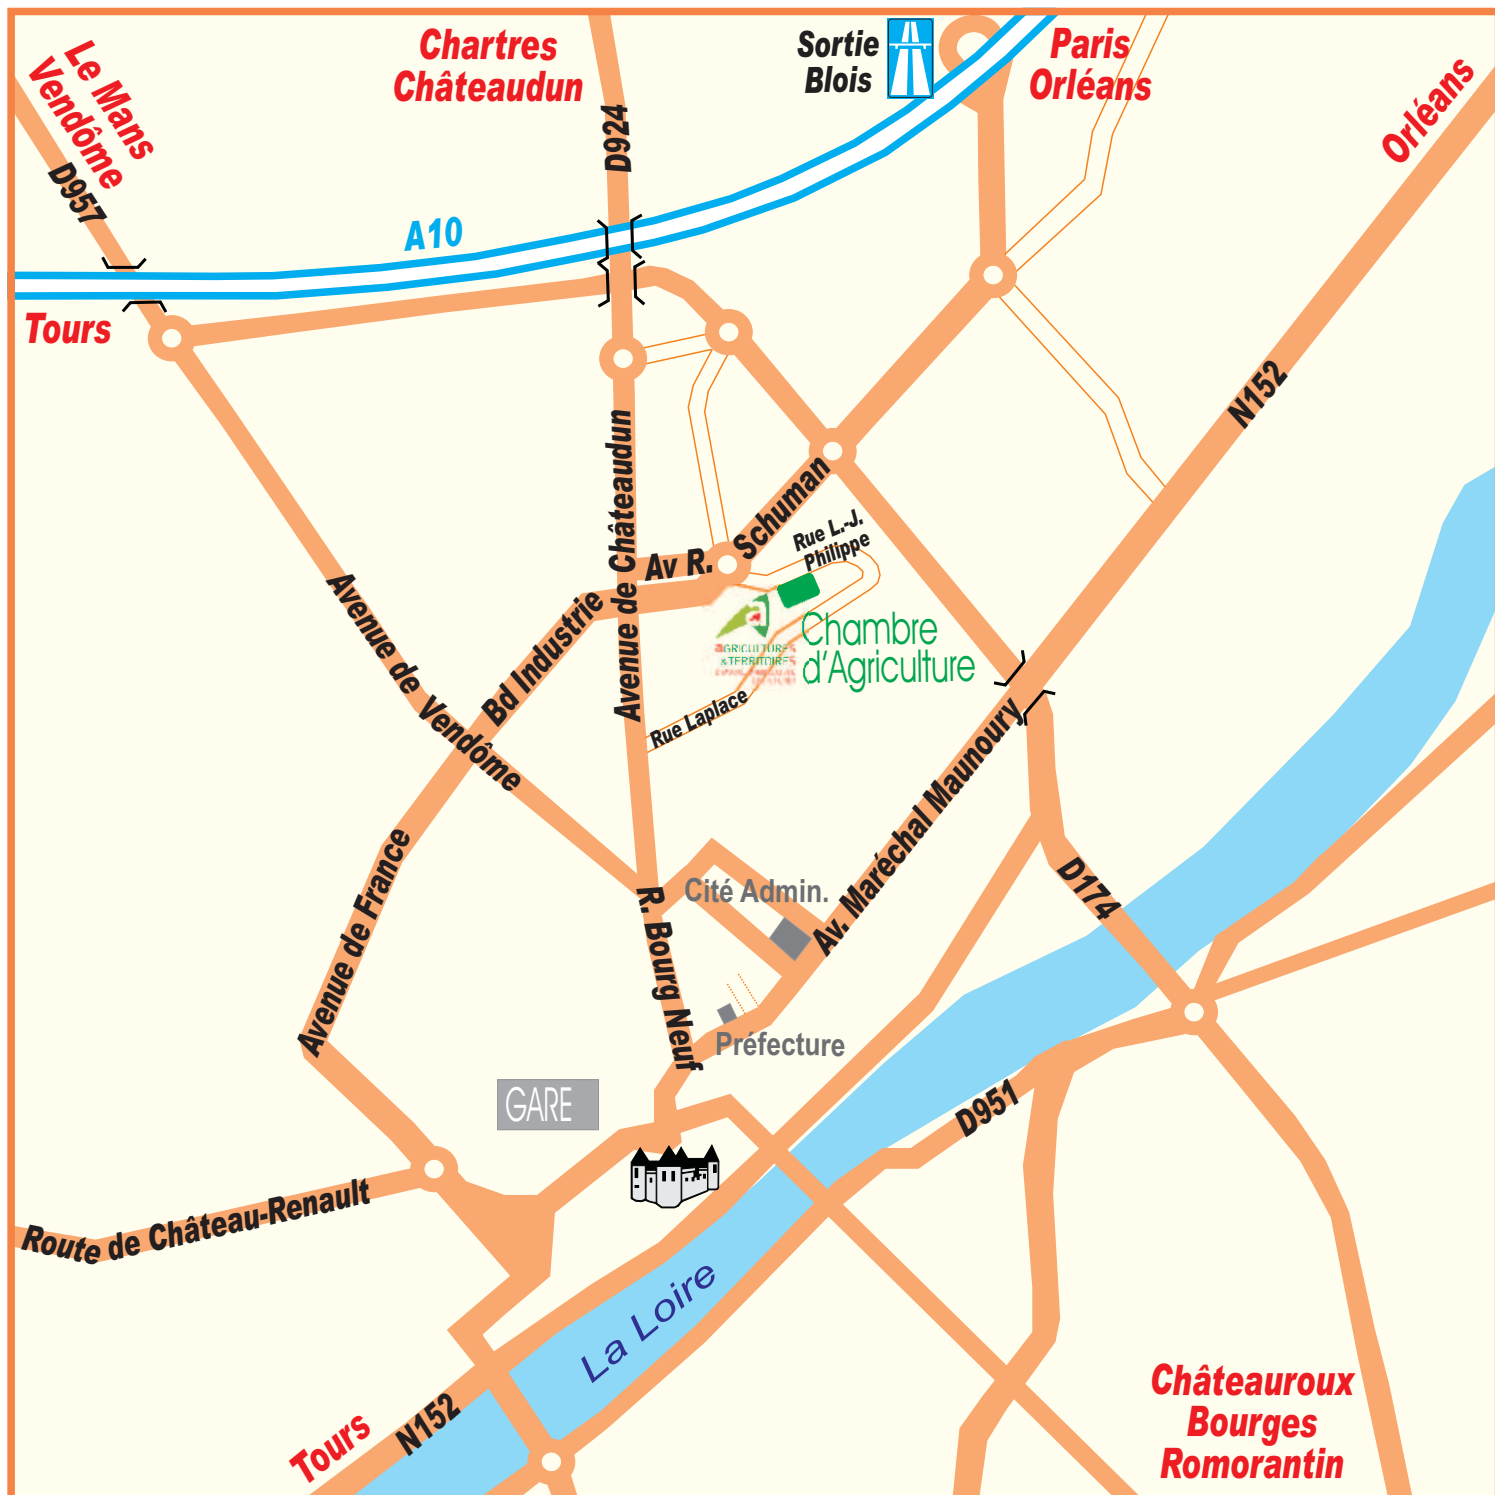 Le Mans
Vendôme
D957
Chartres
Châteaudun
D924
Sortie
Blois
Paris
Orléans
Orléans
A10
Tours
N152
Avenue de Châteaudun
Av R.
Schuman
Rue L.-J.
Philippe
AGRICULTURES
&TERRITOIRES
Chambre
d'Agriculture
Avenue de Vendôme
Bd Industrie
Rue Laplace
Av. Maréchal Maunoury
Avenue de France
R. Bourg Neuf
Cité Admin.
D174
Préfecture
GARE
D951
Route de Château-Renault
La Loire
Tours
N152
Châteauroux
Bourges
Romorantin